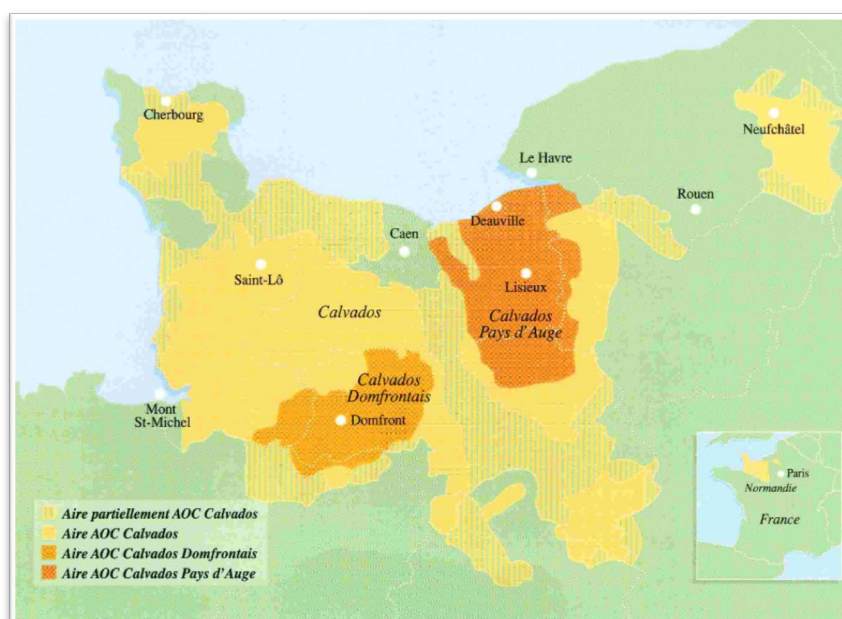 Cherbourg
Neufchâtel
Le Havre
Rouen
Deauville
Caen
Saint-Lô
Lisieux
Calvados
Calvados
Pays d'Auge
Calvados
Domfrontais
Mont
St-Michel
Domfront
Aire partiellement AOC Calvados
Aire AOC Calvados
Aire AOC Calvados Domfrontais
Aire AOC Calvados Pays d'Auge
Paris
Normandie
France